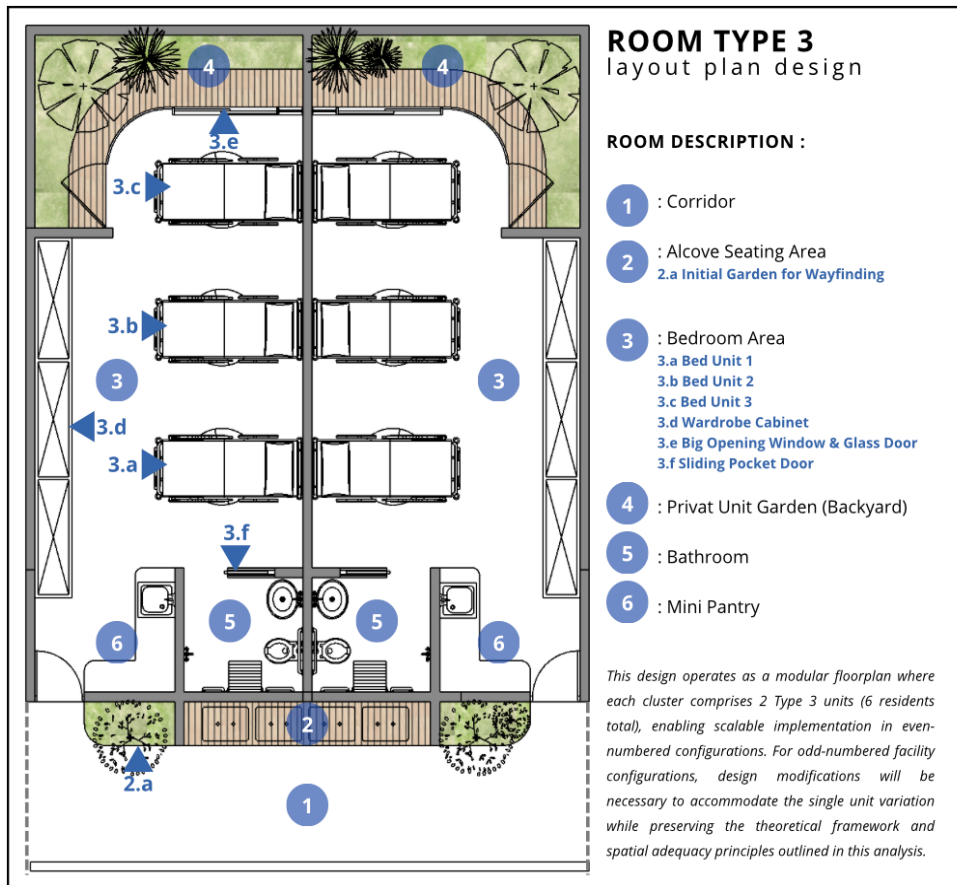 ROOM TYPE 3
layout plan design
ROOM DESCRIPTION :
1 : Corridor
2 : Alcove Seating Area
2.a Initial Garden for Wayfinding
3 : Bedroom Area
3.a Bed Unit 1
3.b Bed Unit 2
3.c Bed Unit 3
3.d Wardrobe Cabinet
3.e Big Opening Window & Glass Door
3.f Sliding Pocket Door
4 : Privat Unit Garden (Backyard)
5 : Bathroom
6 : Mini Pantry
This design operates as a modular floorplan where
each cluster comprises 2 Type 3 units (6 residents
total), enabling scalable implementation in even-
numbered configurations. For odd-numbered facility
configurations, design modifications will be
necessary to accommodate the single unit variation
while preserving the theoretical framework and
spatial adequacy principles outlined in this analysis.
4
4
3.e
3.c
3.b
3
3
3.d
3.a
3.f
5
5
6
6
2
2.a
1